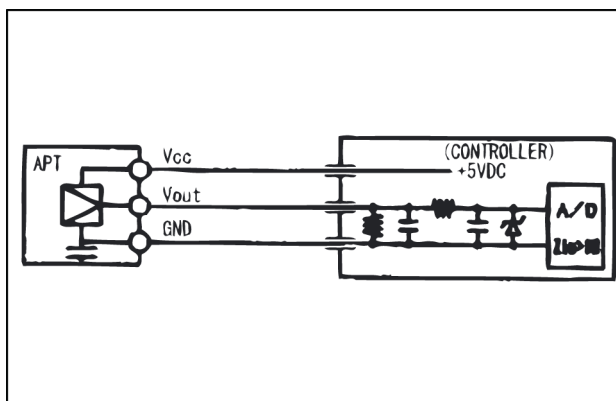 APT
Vcc
Vout
GND
(CONTROLLER)
+5VDC
A/D